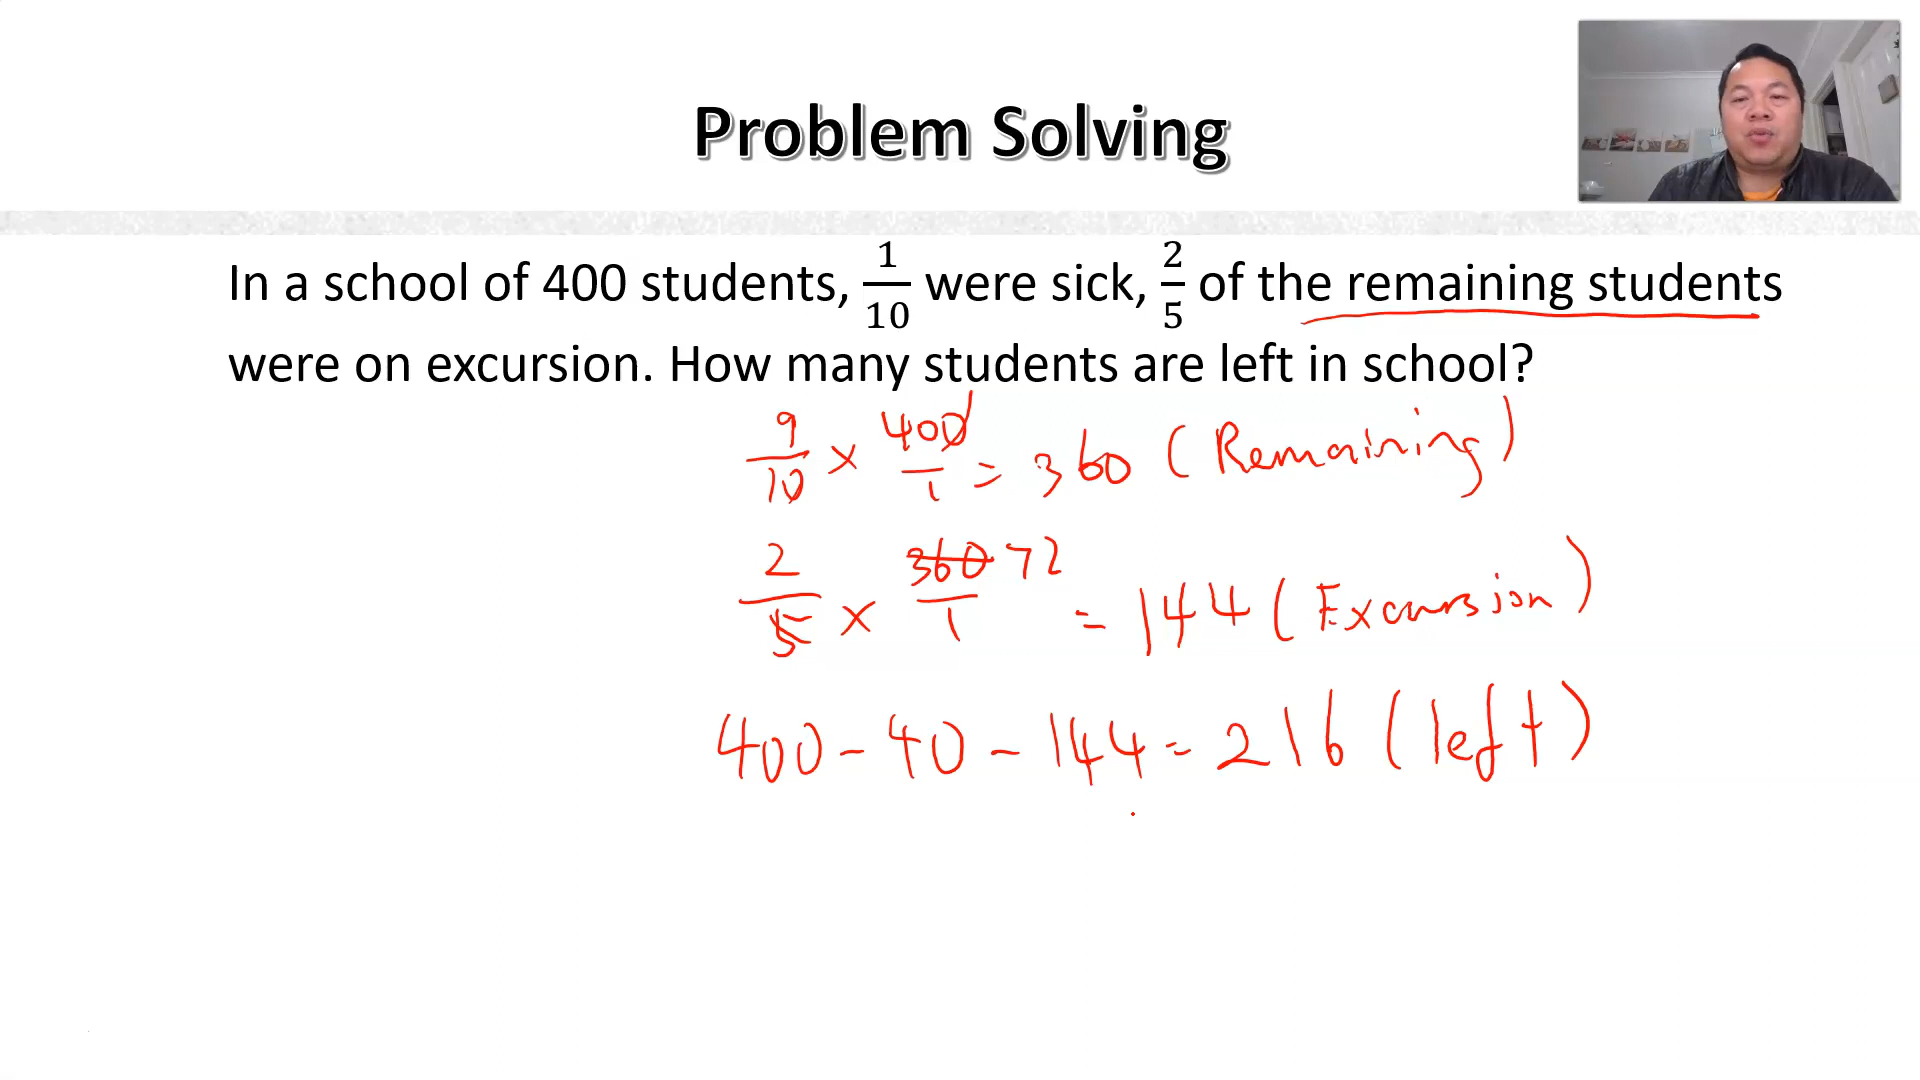 Problem Solving
In a school of 400 students, 1/10 were sick, 2/5 of the remaining students
were on excursion. How many students are left in school?
9/10 × 400/1 = 360 (Remaining)
2/5 × 360/1 72 = 144 (Excursion)
400 - 40 - 144 = 216 (left)